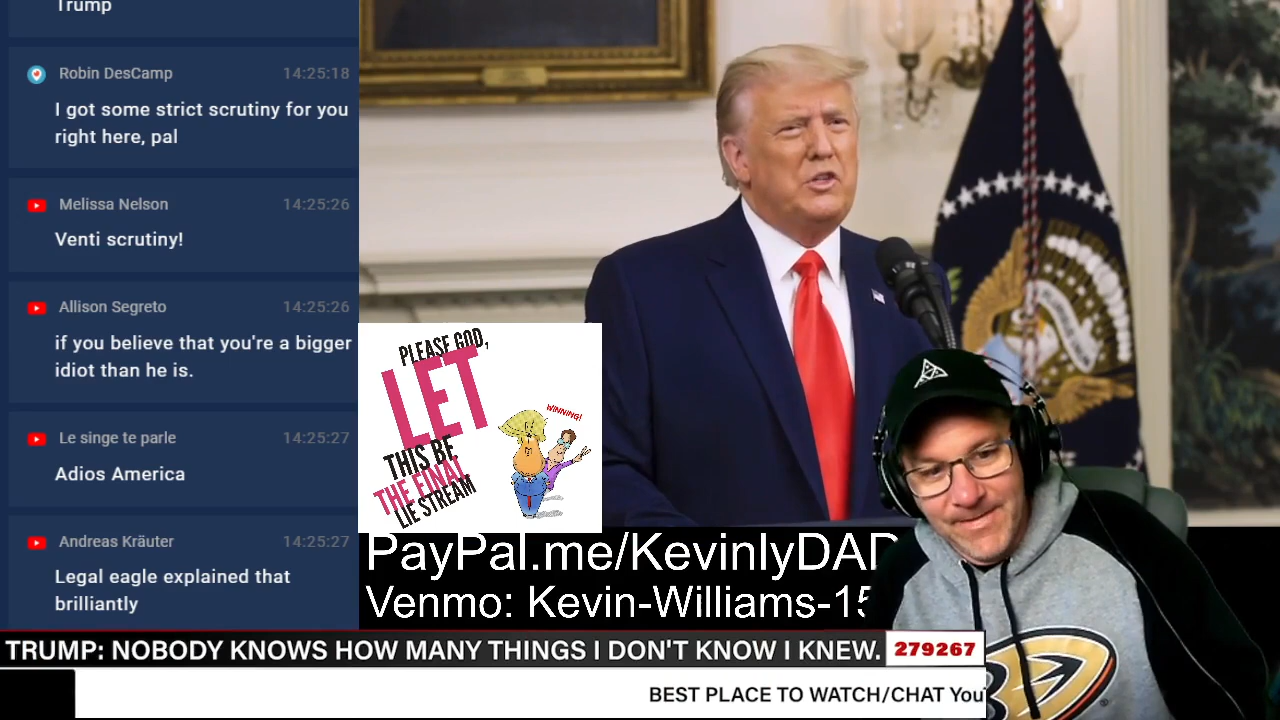 Trump
Robin DesCamp 14:25:18
I got some strict scrutiny for you
right here, pal
Melissa Nelson 14:25:26
Venti scrutiny!
Allison Segreto 14:25:26
if you believe that you're a bigger
idiot than he is.
Le singe te parle 14:25:27
Adios America
Andreas Kräuter 14:25:27
Legal eagle explained that
brilliantly
PLEASE GOD,
LET
THIS BE
THE FINAL
LIE STREAM
WINNING!
PayPal.me/KevinlyDAD
Venmo: Kevin-Williams-15
TRUMP: NOBODY KNOWS HOW MANY THINGS I DON'T KNOW I KNEW. 279267
BEST PLACE TO WATCH/CHAT You